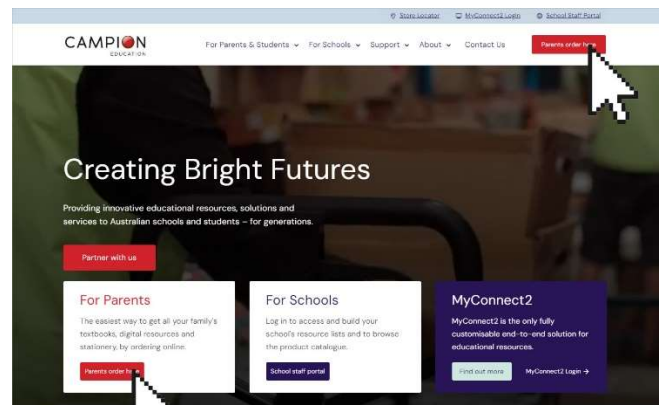 Store Locator MyConnect2 Login School Staff Portal
CAMPION
EDUCATION
For Parents & Students For Schools Support About Contact Us
Parents order here
Creating Bright Futures
Providing innovative educational resources, solutions and
services to Australian schools and students – for generations.
Partner with us
For Parents
The easiest way to get all your family's
textbooks, digital resources and
stationery, by ordering online.
Parents order
For Schools
Log in to access and build your
school's resource lists and to browse
the product catalogue.
School staff portal
MyConnect2
MyConnect2 is the only fully
customisable end-to-end solution for
educational resources.
Find out more MyConnect2 Login →